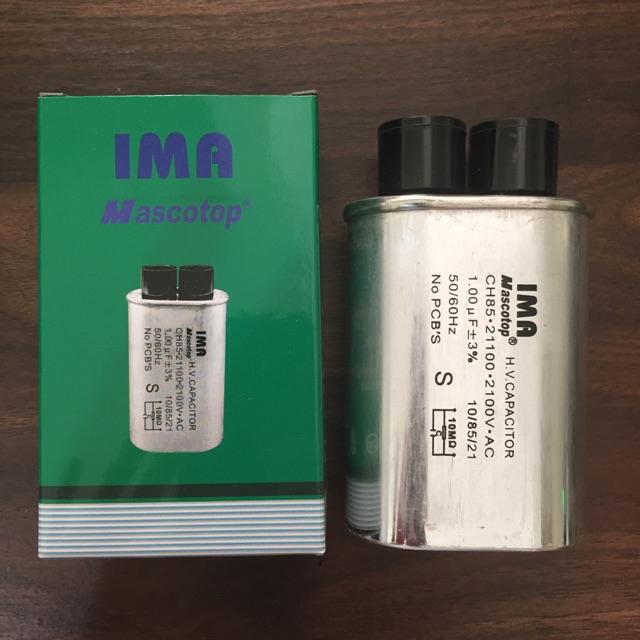 IMA
Mascotop®
IMA
Mascotop® H.V.CAPACITOR
CH85-21100-2100V•AC
1.00µF±3% 10/85/21
50/60Hz
No PCB'S S 10MΩ
IMA
Mascotop® H.V.CAPACITOR
CH85-21100•2100V•AC
1.00µF±3% 10/85/21
50/60Hz
No PCB'S S 10MΩ